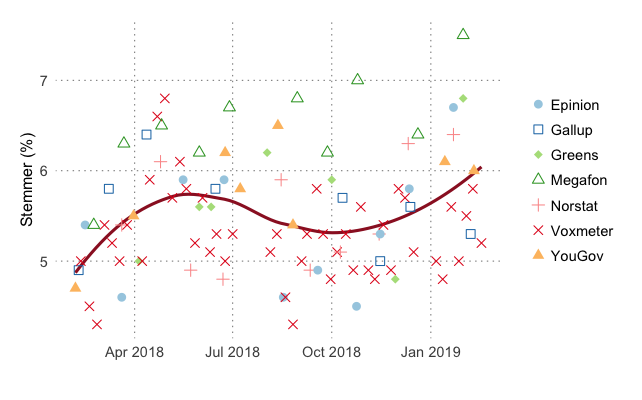 Stemmer (%)
7
6
5
Apr 2018
Jul 2018
Oct 2018
Jan 2019
Epinion
Gallup
Greens
Megafon
Norstat
Voxmeter
YouGov